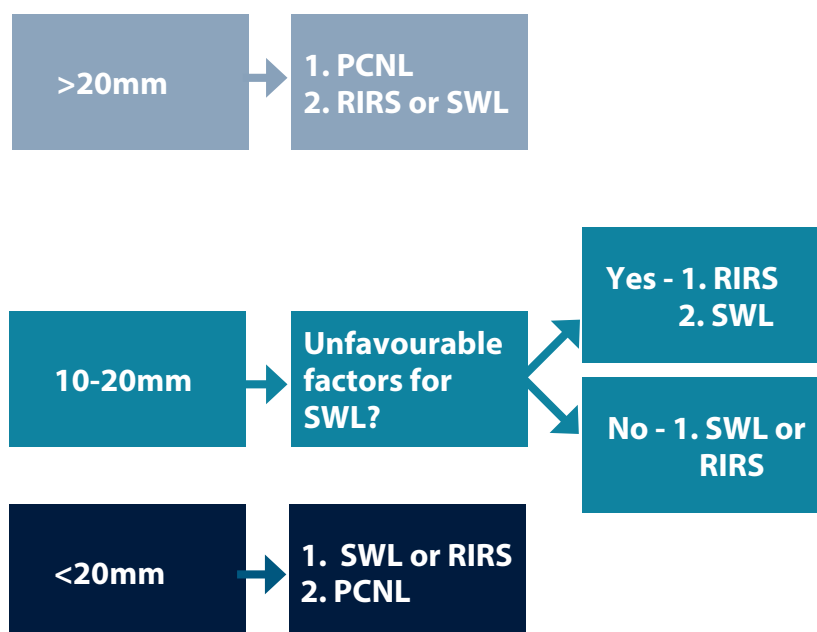 >20mm
1. PCNL
2. RIRS or SWL
10-20mm
Unfavourable
factors for
SWL?
Yes - 1. RIRS
2. SWL
No - 1. SWL or
RIRS
<20mm
1. SWL or RIRS
2. PCNL